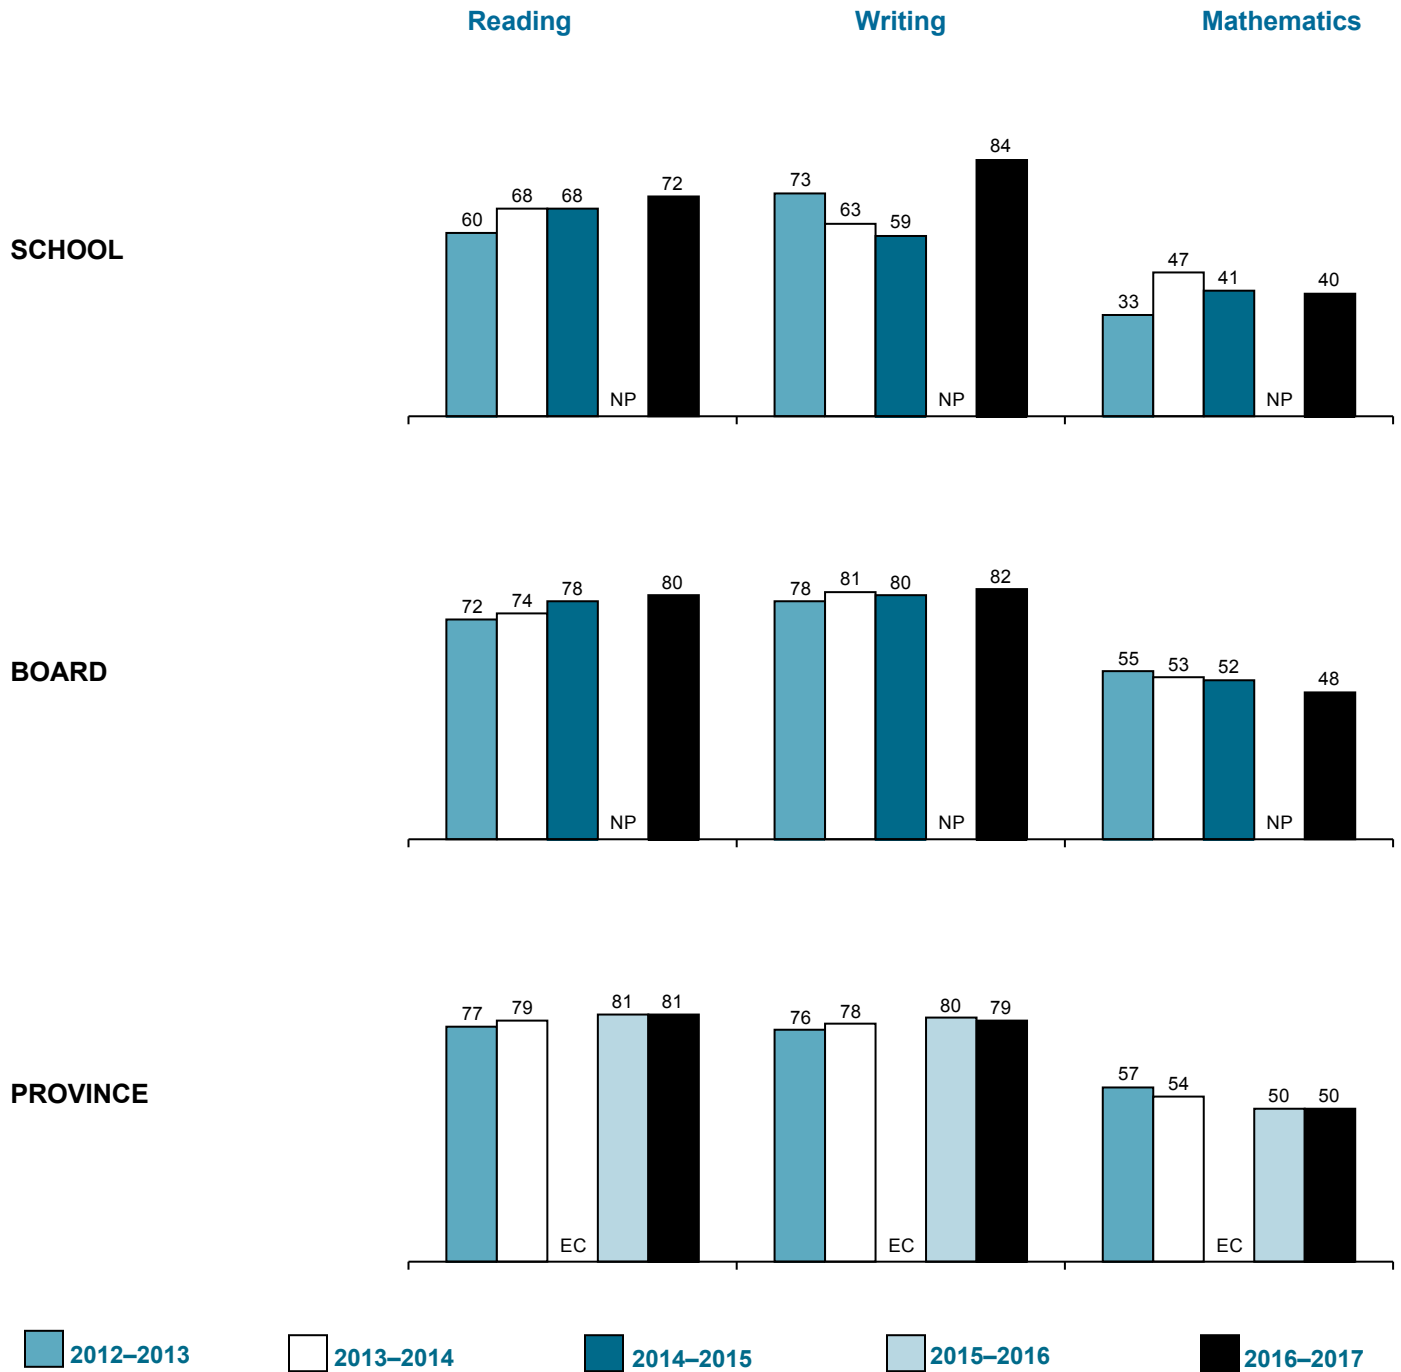 Reading Writing Mathematics
SCHOOL
60 68 68 NP 72 73 63 59 NP 84 33 47 41 NP 40
BOARD
72 74 78 NP 80 78 81 80 NP 82 55 53 52 NP 48
PROVINCE
77 79 EC 81 81 76 78 EC 80 79 57 54 EC 50 50
2012–2013 2013–2014 2014–2015 2015–2016 2016–2017